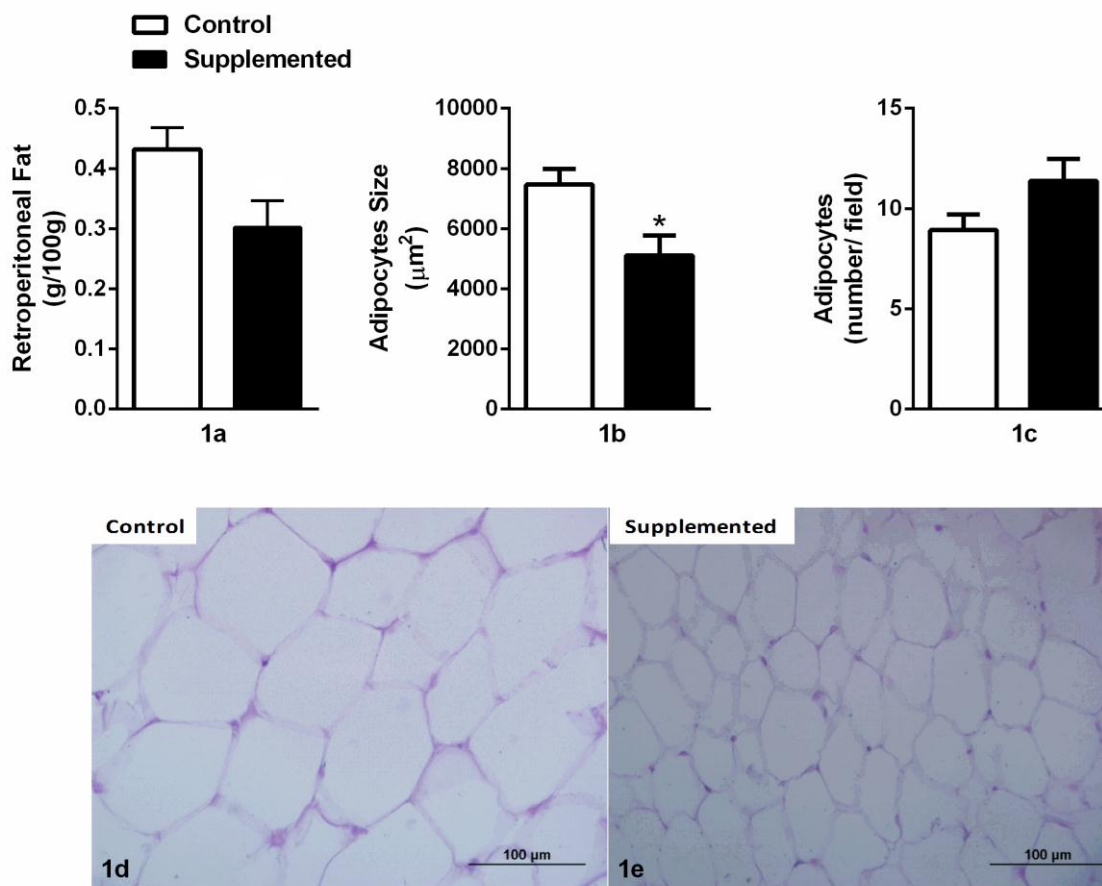 Control
Supplemented
Retroperitoneal Fat
(g/100g)
0.5
0.4
0.3
0.2
0.1
0.0
1a
Adipocytes Size
(μm²)
10000
8000
6000
4000
2000
0
*
1b
Adipocytes
(number/ field)
15
10
5
0
1c
Control
1d
100 μm
Supplemented
1e
100 μm